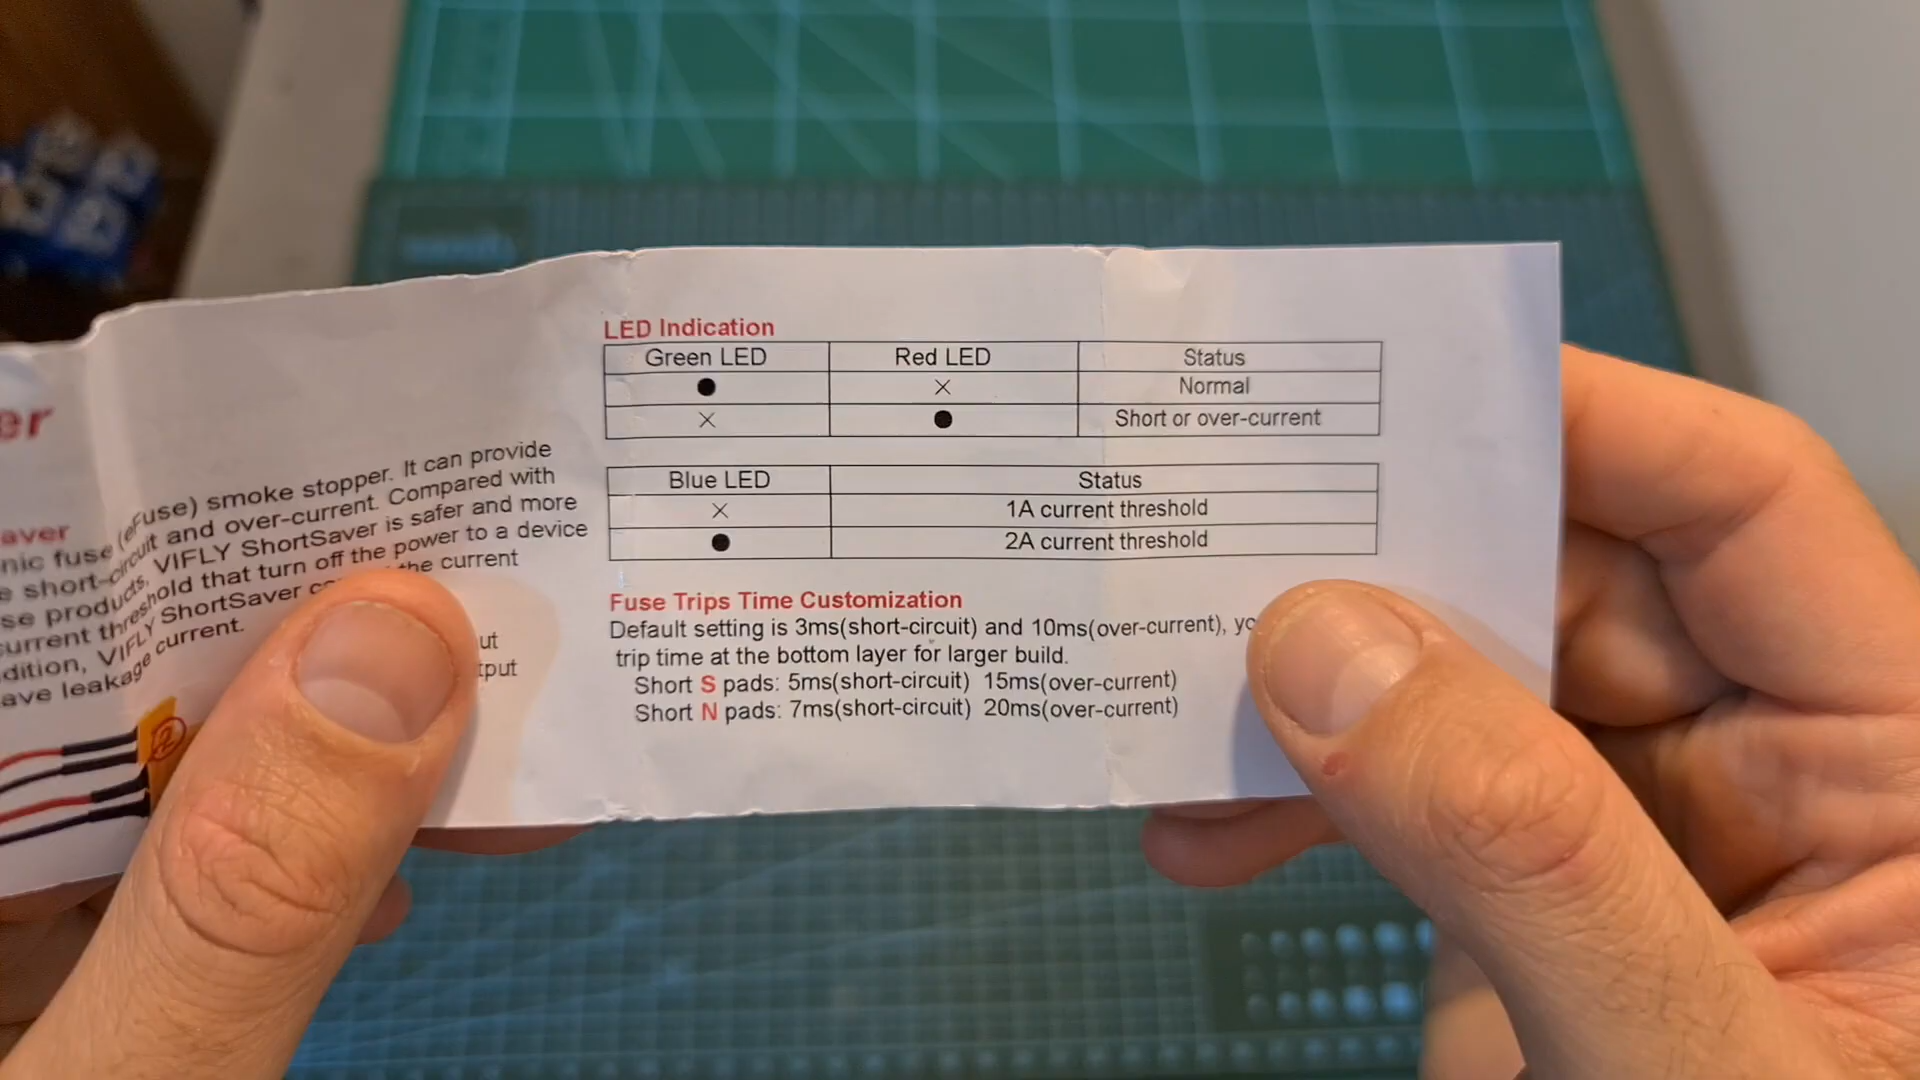 er
aver
nic fuse (eFuse) smoke stopper. It can provide
e short-circuit and over-current. Compared with
se products, VIFLY ShortSaver is safer and more
current threshold that turn off the power to a device
dition, VIFLY ShortSaver the current
ave leakage current.
ut
tput
LED Indication
Green LED Red LED Status
● × Normal
× ● Short or over-current
Blue LED Status
× 1A current threshold
● 2A current threshold
Fuse Trips Time Customization
Default setting is 3ms(short-circuit) and 10ms(over-current), yo
trip time at the bottom layer for larger build.
Short S pads: 5ms(short-circuit) 15ms(over-current)
Short N pads: 7ms(short-circuit) 20ms(over-current)